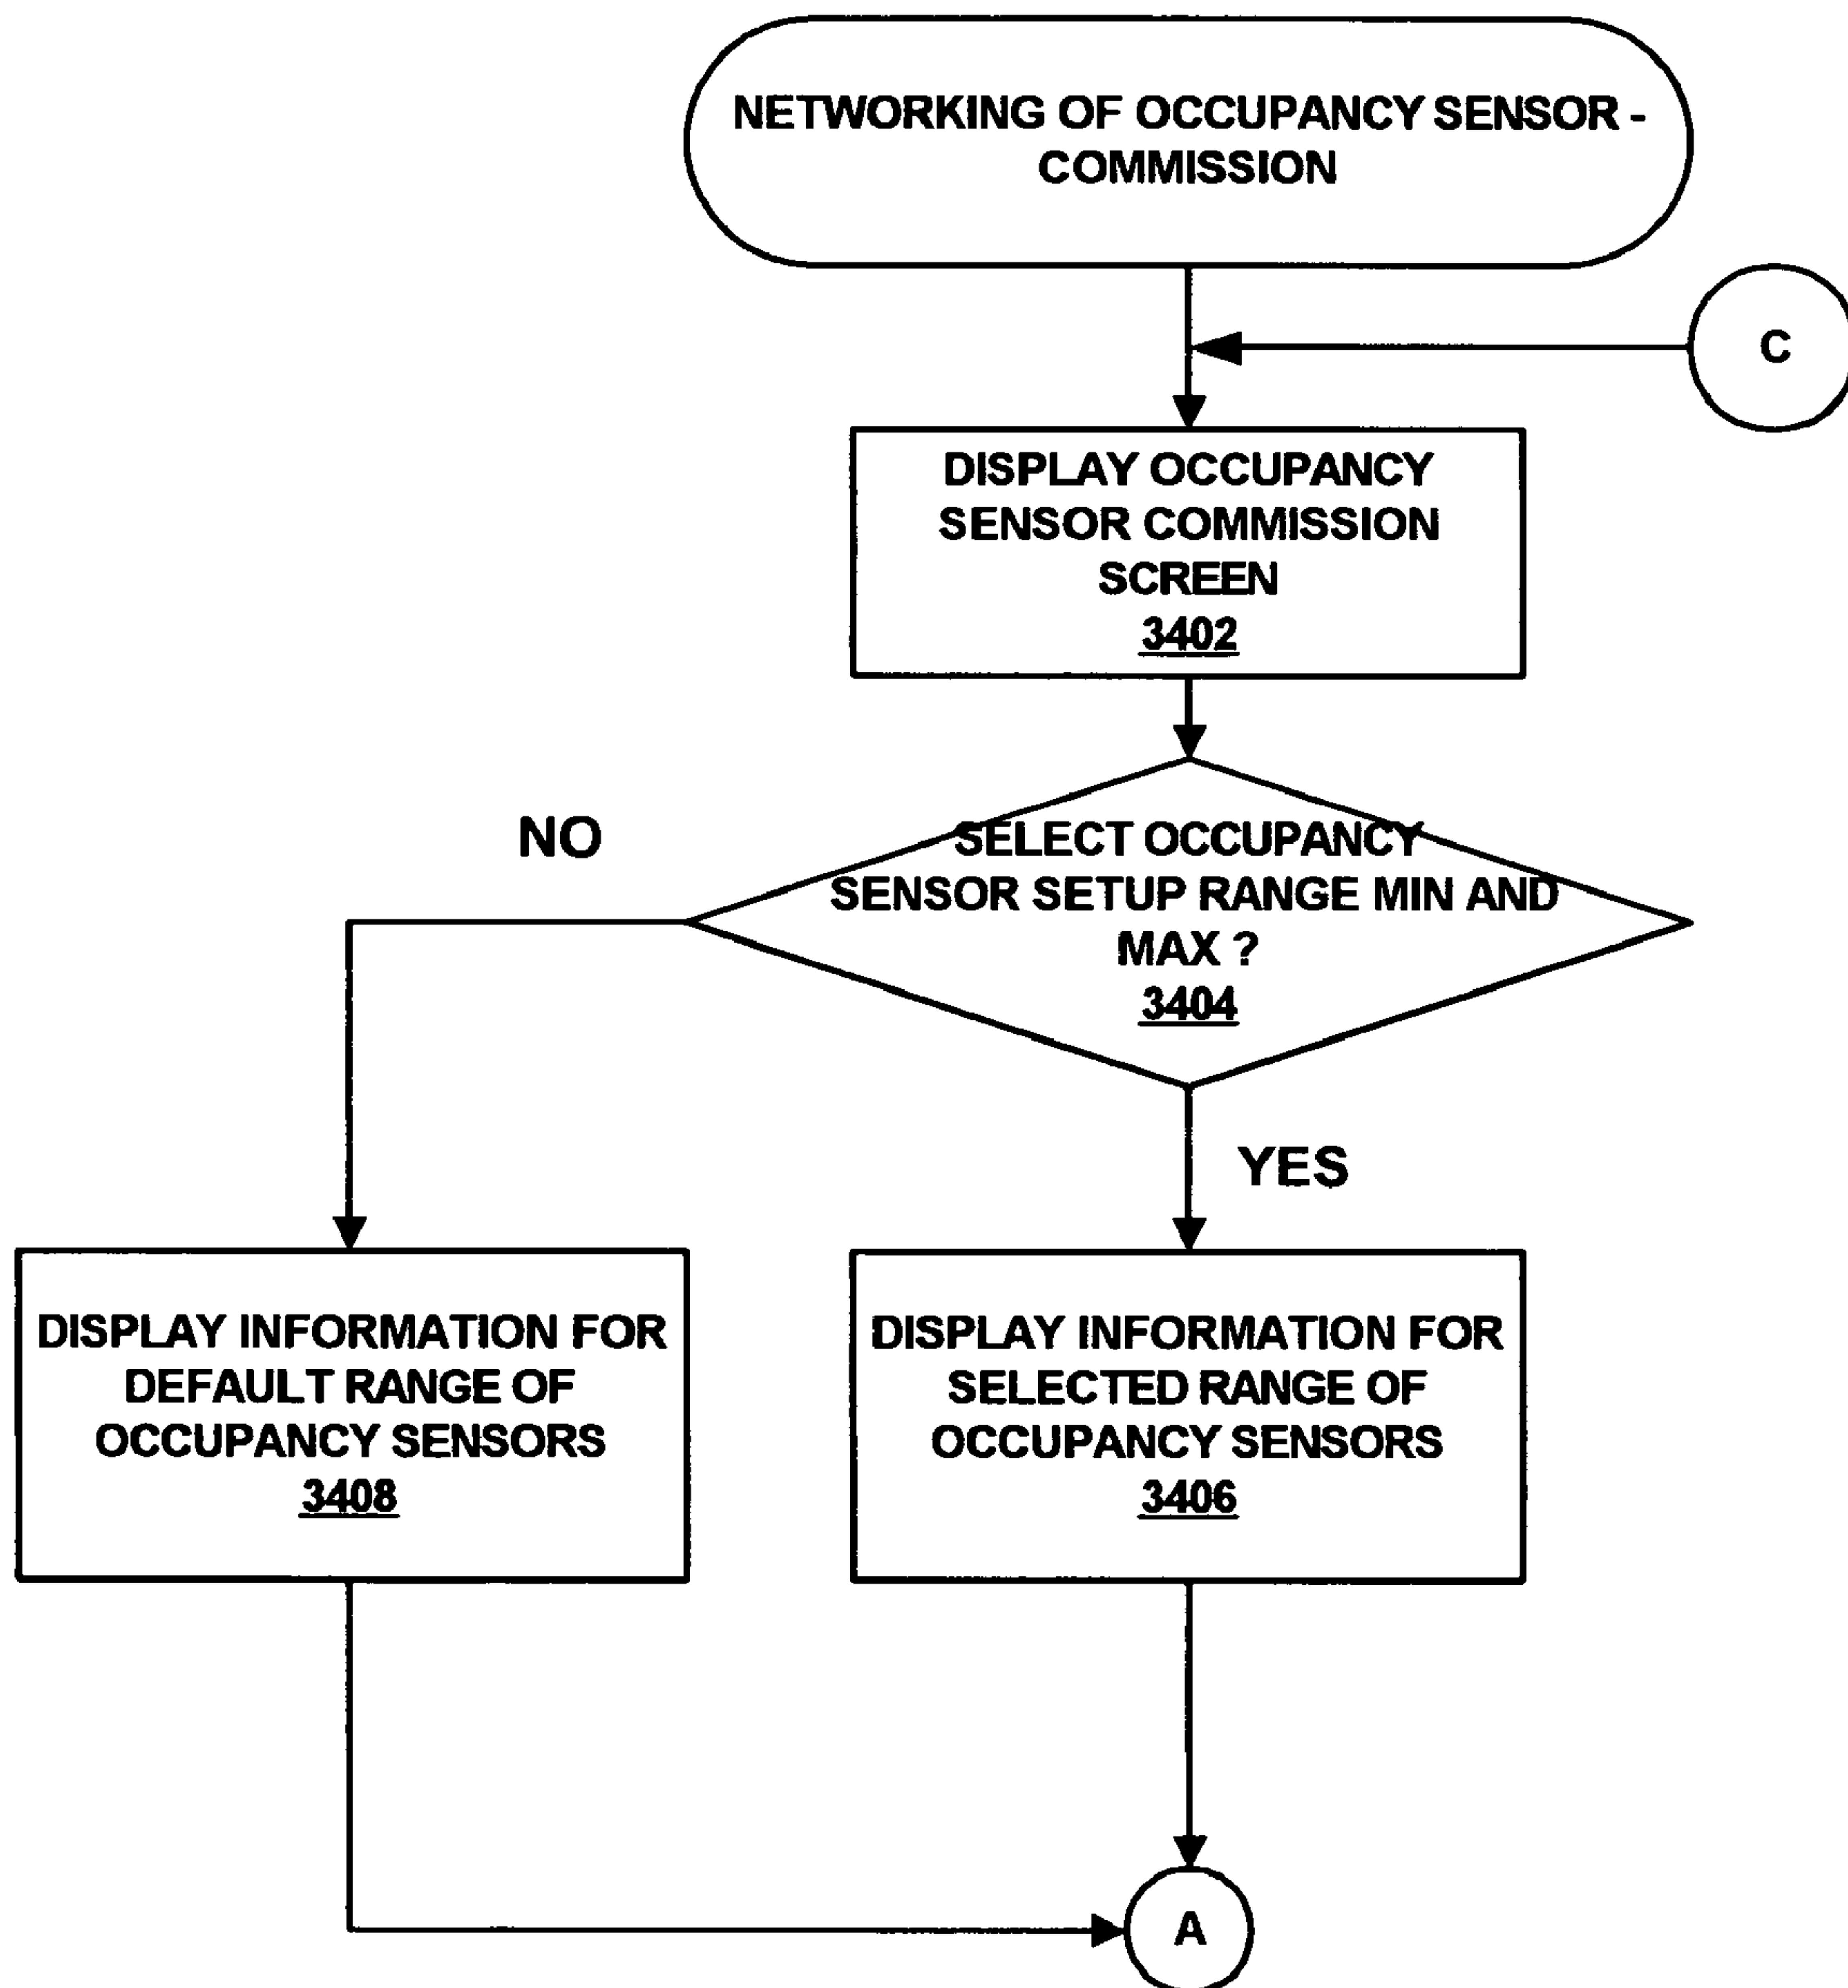 NETWORKING OF OCCUPANCY SENSOR -
COMMISSION
C
DISPLAY OCCUPANCY
SENSOR COMMISSION
SCREEN
3402
NO
SELECT OCCUPANCY
SENSOR SETUP RANGE MIN AND
MAX ?
3404
YES
DISPLAY INFORMATION FOR
DEFAULT RANGE OF
OCCUPANCY SENSORS
3408
DISPLAY INFORMATION FOR
SELECTED RANGE OF
OCCUPANCY SENSORS
3406
A